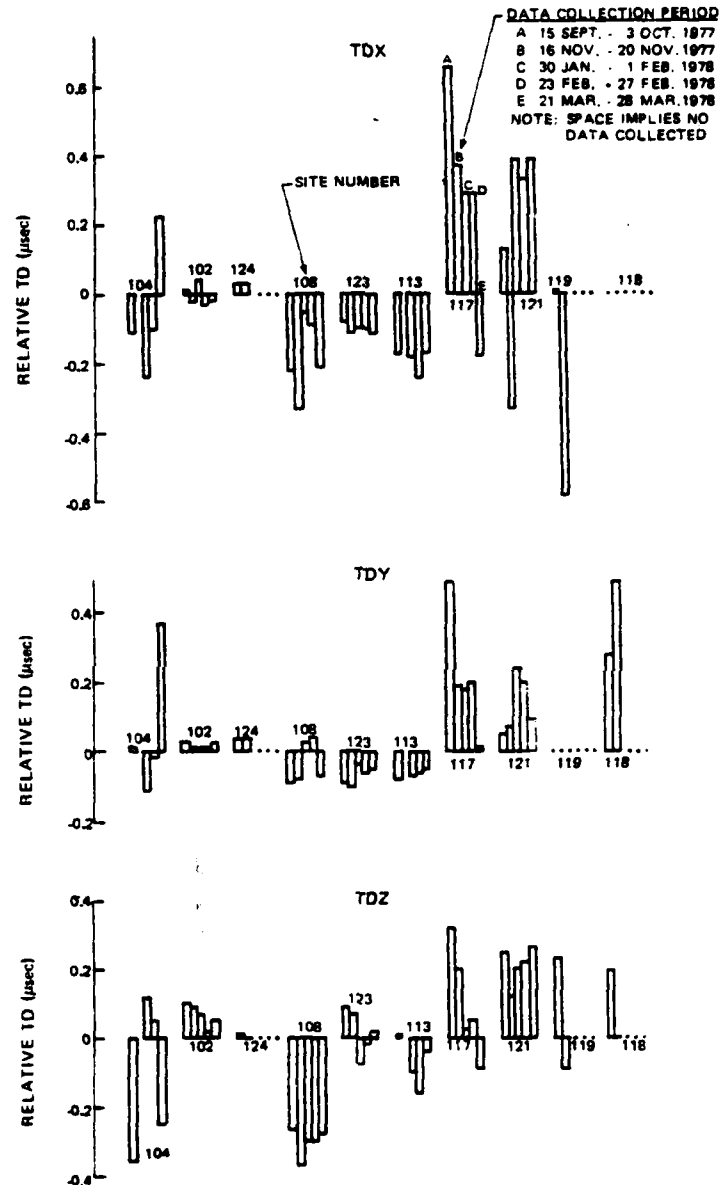 DATA COLLECTION PERIOD
A 15 SEPT. - 3 OCT. 1977
B 16 NOV. - 20 NOV. 1977
C 30 JAN. - 1 FEB. 1978
D 23 FEB. - 27 FEB. 1978
E 21 MAR. - 28 MAR. 1978
NOTE: SPACE IMPLIES NO
DATA COLLECTED
TDX
RELATIVE TD (µsec)
0.6
0.4
0.2
0
-0.2
-0.4
-0.6
SITE NUMBER
A
B
C D
E
104 102 124 108 123 113 117 121 119 118
TDY
RELATIVE TD (µsec)
0.4
0.2
0
-0.2
104 102 124 108 123 113 117 121 119 118
TDZ
RELATIVE TD (µsec)
0.4
0.2
0
-0.2
-0.4
104 102 124 108 123 113 117 121 119 118